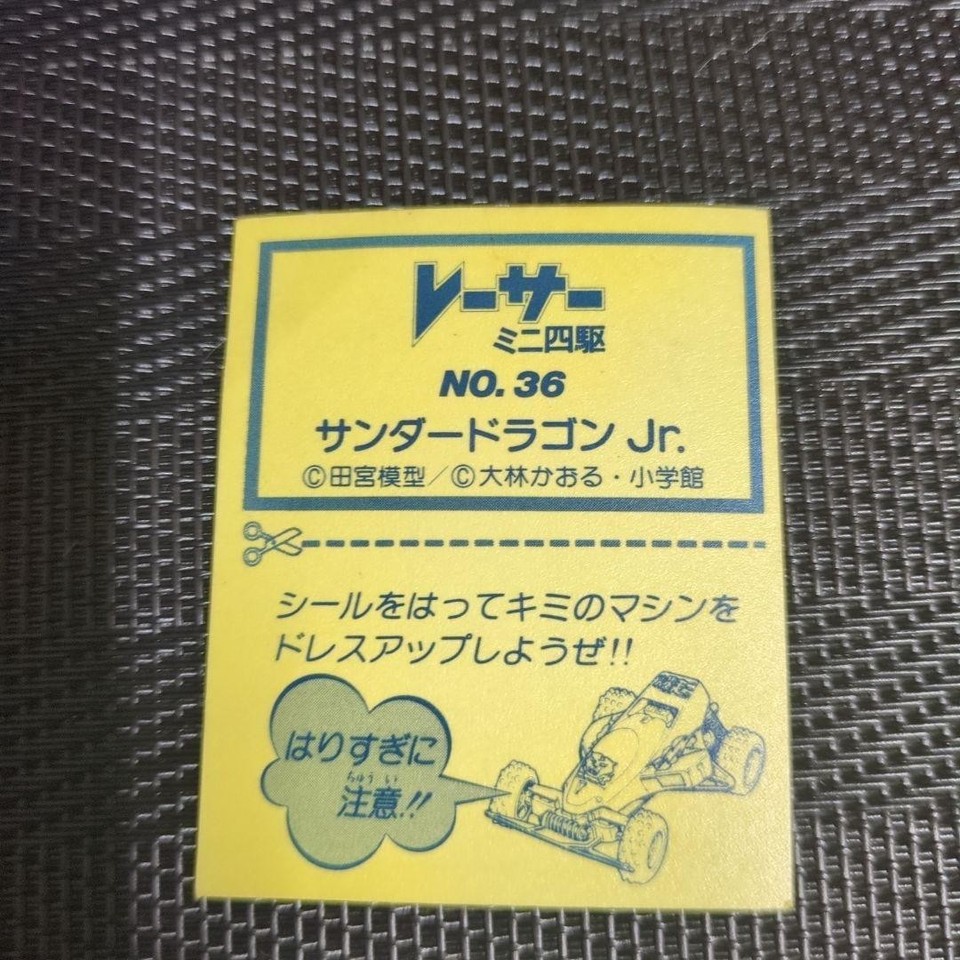 レーサー
ミニ四駆
NO. 36
サンダードラゴン Jr.
©田宮模型／©大林かおる・小学館
シールをはってキミのマシンを
ドレスアップしようぜ!!
はりすぎに
ちゅう い
注意!!